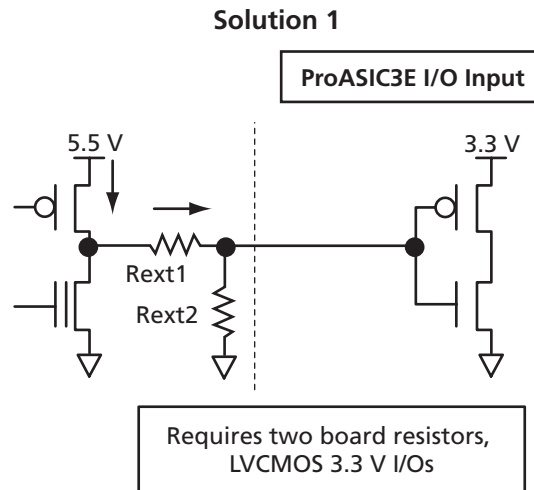 Solution 1
ProASIC3E I/O Input
5.5 V
3.3 V
Rext1
Rext2
Requires two board resistors,
LVCMOS 3.3 V I/Os